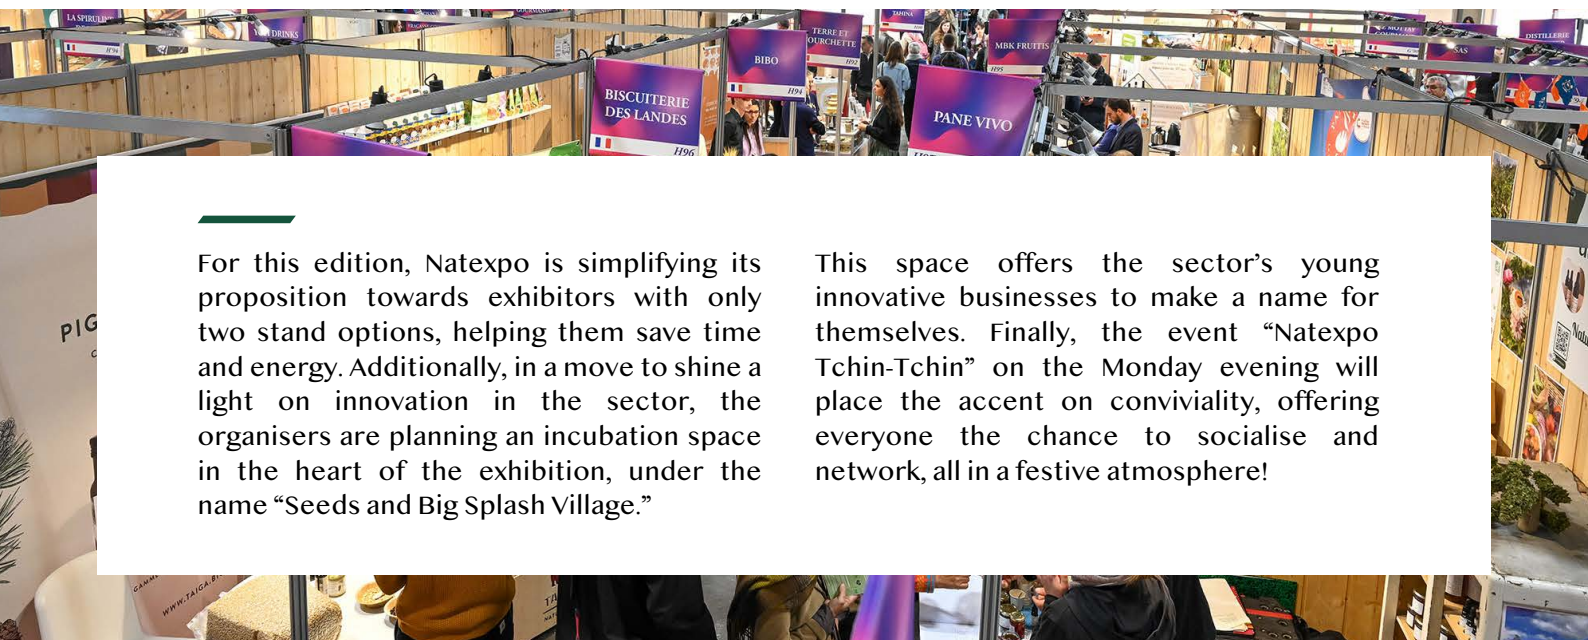 LA SPIRULINE
H94
YOTI DRINKS
BISCUITERIE
DES LANDES
H96
BIBO
H94
TERRE ET
FOURCHETTE
H92
TAMINA
MBK FRUITIS
H95
PANE VIVO
DISTILLERIE
For this edition, Natexpo is simplifying its
proposition towards exhibitors with only
two stand options, helping them save time
and energy. Additionally, in a move to shine a
light on innovation in the sector, the
organisers are planning an incubation space
in the heart of the exhibition, under the
name “Seeds and Big Splash Village.”
This space offers the sector’s young
innovative businesses to make a name for
themselves. Finally, the event “Natexpo
Tchin-Tchin” on the Monday evening will
place the accent on conviviality, offering
everyone the chance to socialise and
network, all in a festive atmosphere!
PIG
WWW.TAIGA.B